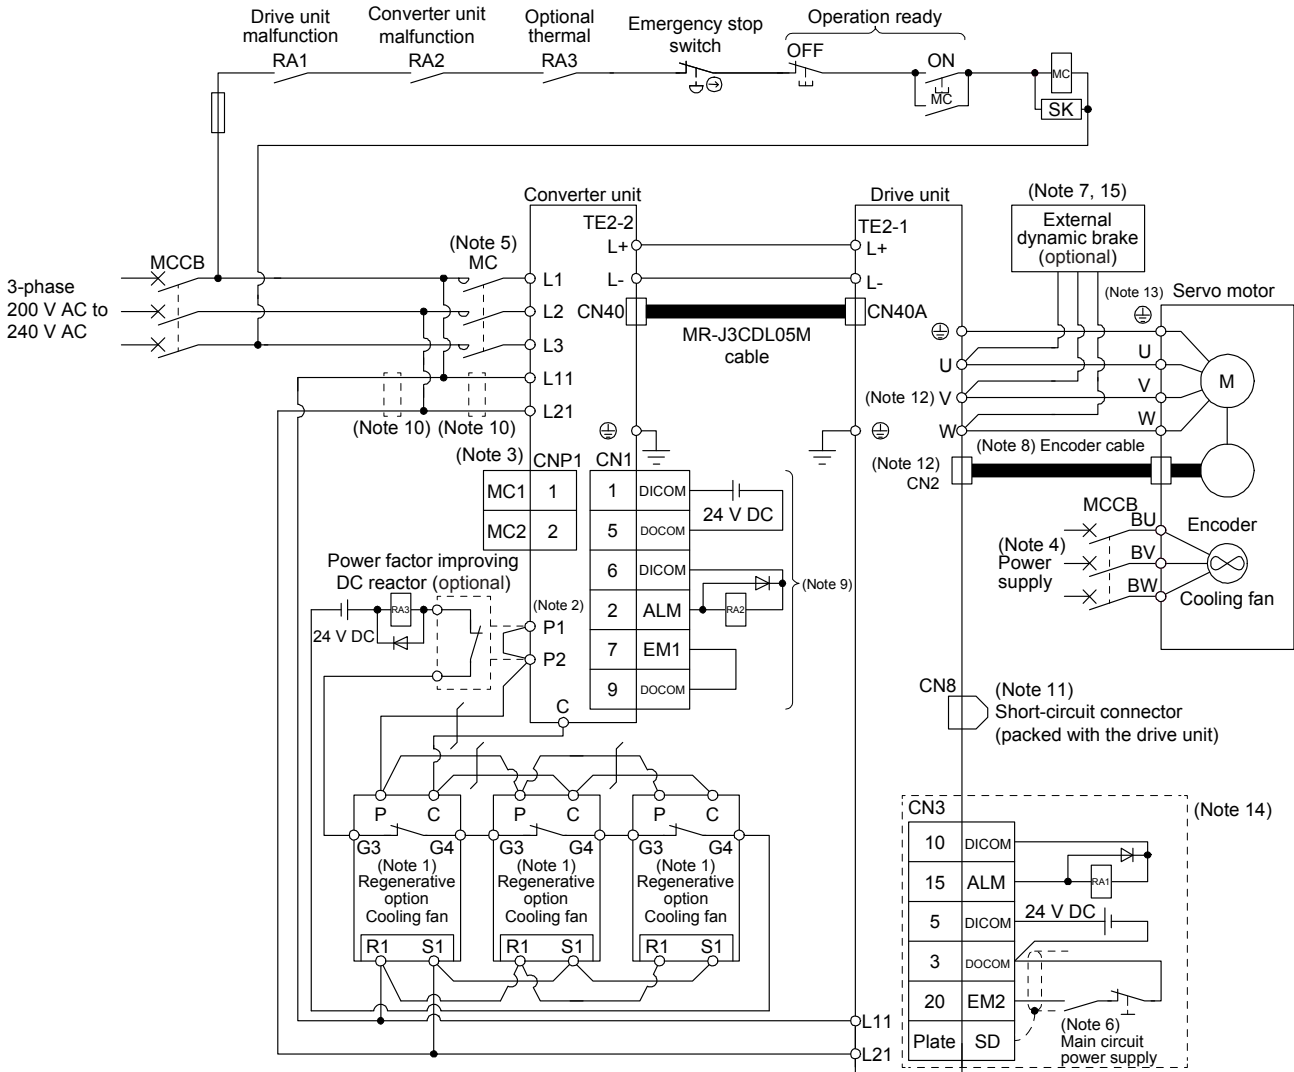 Drive unit
malfunction
RA1
Converter unit
malfunction
RA2
Optional
thermal
RA3
Emergency stop
switch
Operation ready
OFF
ON
MC
MC
SK
3-phase
200 V AC to
240 V AC
MCCB
(Note 5)
MC
Converter unit
TE2-2
L+
L-
CN40
L1
L2
L3
L11
L21
(Note 10)
(Note 10)
MR-J3CDL05M
cable
Drive unit
TE2-1
L+
L-
CN40A
U
(Note 12) V
W
(Note 12)
CN2
(Note 7, 15)
External
dynamic brake
(optional)
(Note 13)
Servo motor
U
V
W
M
(Note 8) Encoder cable
Encoder
MCCB
BU
BV
BW
(Note 4)
Power
supply
Cooling fan
(Note 3)
CNP1
MC1 1
MC2 2
CN1
1 DICOM
5 DOCOM
6 DICOM
2 ALM
7 EM1
9 DOCOM
24 V DC
RA2
(Note 9)
Power factor improving
DC reactor (optional)
RA3
24 V DC
(Note 2)
P1
P2
C
P C
P C
P C
G3 G4
G3 G4
G3 G4
(Note 1)
Regenerative
option
Cooling fan
(Note 1)
Regenerative
option
Cooling fan
(Note 1)
Regenerative
option
Cooling fan
R1 S1
R1 S1
R1 S1
L11
L21
CN8
(Note 11)
Short-circuit connector
(packed with the drive unit)
CN3
(Note 14)
10 DICOM
15 ALM
5 DICOM
3 DOCOM
20 EM2
Plate SD
RA1
24 V DC
(Note 6)
Main circuit
power supply